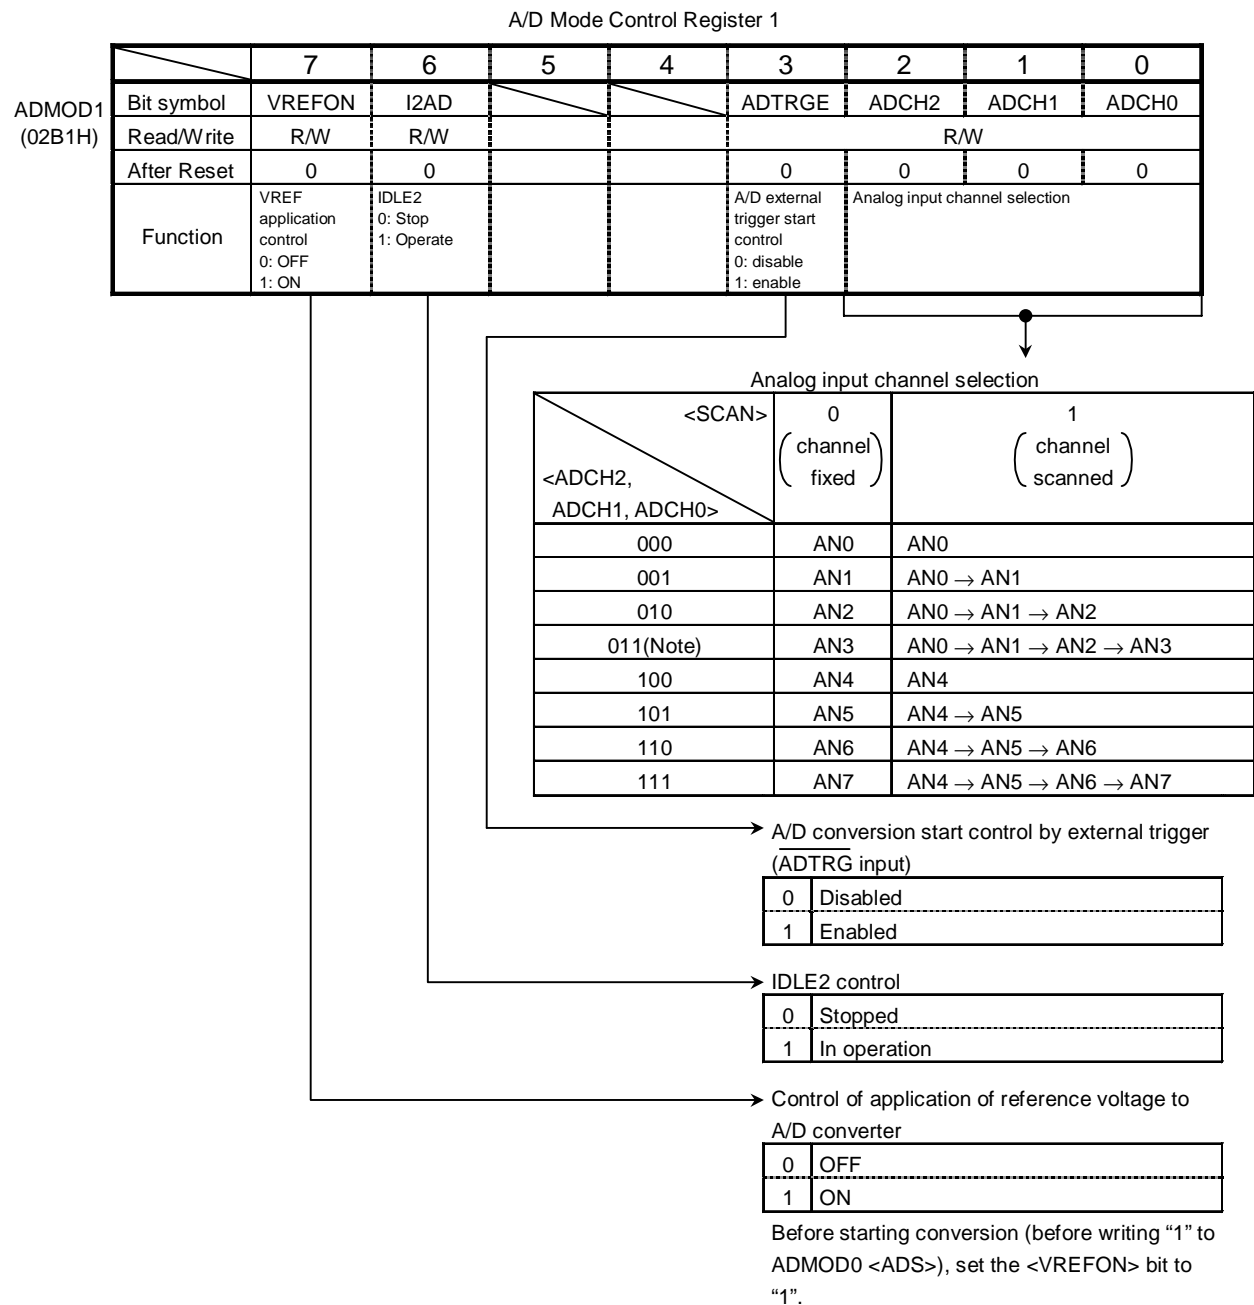 A/D Mode Control Register 1
7 6 5 4 3 2 1 0
ADMOD1
(02B1H)
Bit symbol VREFON I2AD ADTRGE ADCH2 ADCH1 ADCH0
Read/Write R/W R/W R/W
After Reset 0 0 0 0 0 0
Function
VREF
application
control
0: OFF
1: ON
IDLE2
0: Stop
1: Operate
A/D external
trigger start
control
0: disable
1: enable
Analog input channel selection
Analog input channel selection
<SCAN>
<ADCH2,
ADCH1, ADCH0>
0
channel
fixed
1
channel
scanned
000 AN0 AN0
001 AN1 AN0 → AN1
010 AN2 AN0 → AN1 → AN2
011(Note) AN3 AN0 → AN1 → AN2 → AN3
100 AN4 AN4
101 AN5 AN4 → AN5
110 AN6 AN4 → AN5 → AN6
111 AN7 AN4 → AN5 → AN6 → AN7
A/D conversion start control by external trigger
(A̅D̅T̅R̅G̅ input)
0 Disabled
1 Enabled
IDLE2 control
0 Stopped
1 In operation
Control of application of reference voltage to
A/D converter
0 OFF
1 ON
Before starting conversion (before writing “1” to
ADMOD0 <ADS>), set the <VREFON> bit to
“1”.